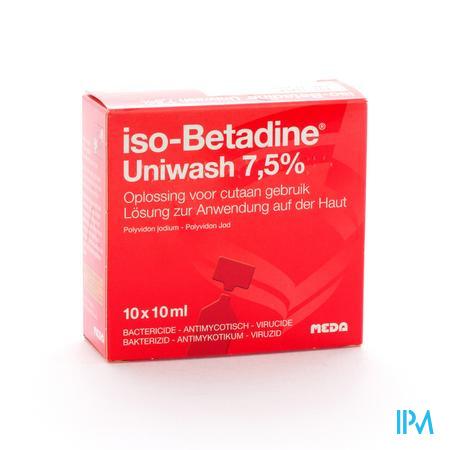 iso-Betadine®
Uniwash 7,5%
Oplossing voor cutaan gebruik
Lösung zur Anwendung auf der Haut
Polyvidon jodium - Polyvidon Jod
10 x 10 ml
BACTERICIDE - ANTIMYCOTISCH - VIRUCIDE
BAKTERIZID - ANTIMYKOTIKUM - VIRUZID
MEDA
IPM